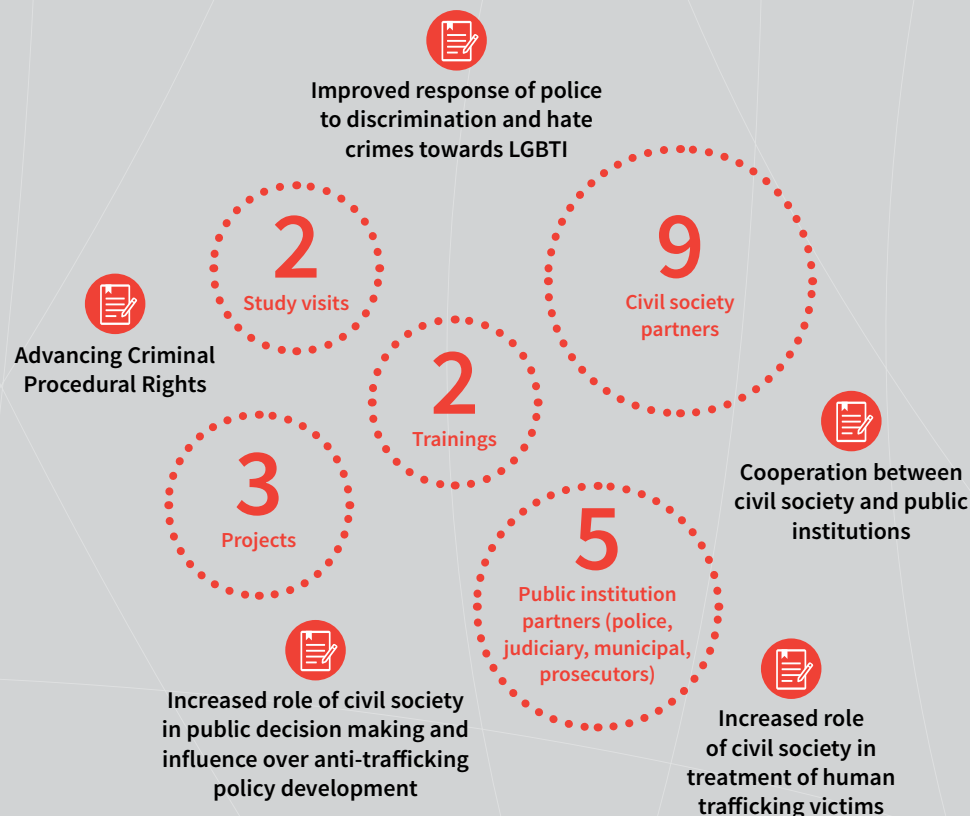 Improved response of police
to discrimination and hate
crimes towards LGBTI
2
Study visits
9
Civil society
partners
Advancing Criminal
Procedural Rights
2
Trainings
3
Projects
Cooperation between
civil society and public
institutions
5
Public institution
partners (police,
judiciary, municipal,
prosecutors)
Increased role of civil society
in public decision making and
influence over anti-trafficking
policy development
Increased role
of civil society in
treatment of human
trafficking victims